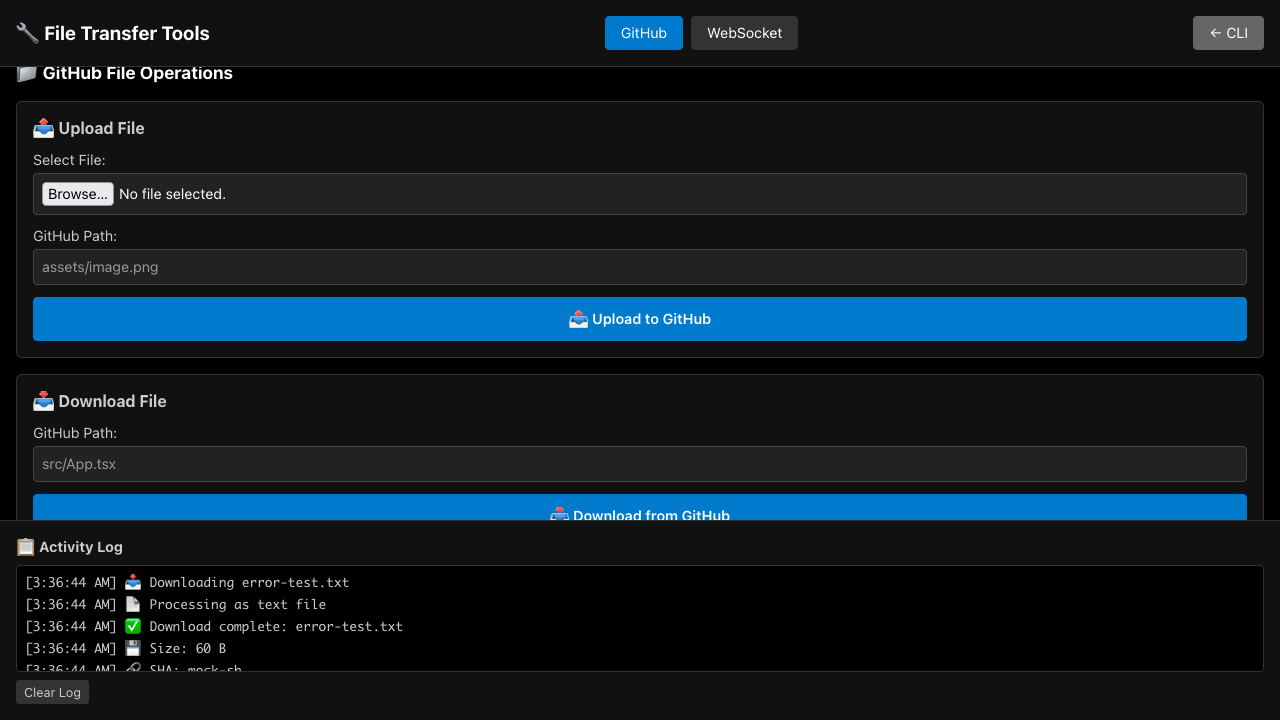 🔧 File Transfer Tools
GitHub
WebSocket
← CLI
📁 GitHub File Operations
📤 Upload File
Select File:
Browse... No file selected.
GitHub Path:
assets/image.png
📤 Upload to GitHub
📥 Download File
GitHub Path:
src/App.tsx
📥 Download from GitHub
📋 Activity Log
[3:36:44 AM] 📥 Downloading error-test.txt
[3:36:44 AM] 📄 Processing as text file
[3:36:44 AM] ✅ Download complete: error-test.txt
[3:36:44 AM] 💾 Size: 60 B
[3:36:44 AM] 🔗 SHA: mock-sh
Clear Log